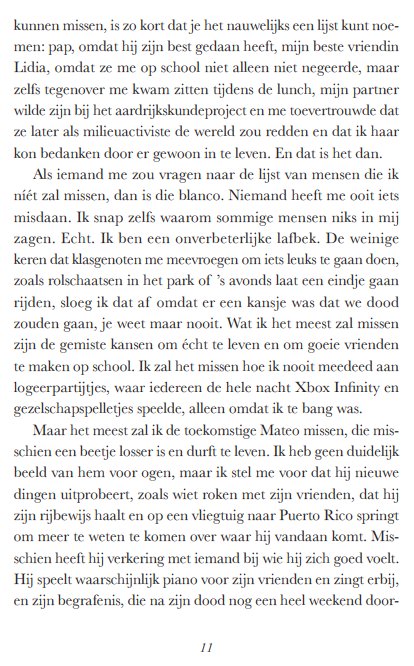 kunnen missen, is zo kort dat je het nauwelijks een lijst kunt noe-
men: pap, omdat hij zijn best gedaan heeft, mijn beste vriendin
Lidia, omdat ze me op school niet alleen niet negeerde, maar
zelfs tegenover me kwam zitten tijdens de lunch, mijn partner
wilde zijn bij het aardrijkskundeproject en me toevertrouwde dat
ze later als milieuactiviste de wereld zou redden en dat ik haar
kon bedanken door er gewoon in te leven. En dat is het dan.
Als iemand me zou vragen naar de lijst van mensen die ik
níét zal missen, dan is die blanco. Niemand heeft me ooit iets
misdaan. Ik snap zelfs waarom sommige mensen niks in mij
zagen. Echt. Ik ben een onverbeterlijke lafbek. De weinige
keren dat klasgenoten me meevroegen om iets leuks te gaan doen,
zoals rolschaatsen in het park of ’s avonds laat een eindje gaan
rijden, sloeg ik dat af omdat er een kansje was dat we dood
zouden gaan, je weet maar nooit. Wat ik het meest zal missen
zijn de gemiste kansen om écht te leven en om goeie vrienden
te maken op school. Ik zal het missen hoe ik nooit meedeed aan
logeerpartijtjes, waar iedereen de hele nacht Xbox Infinity en
gezelschapspelletjes speelde, alleen omdat ik te bang was.
Maar het meest zal ik de toekomstige Mateo missen, die mis-
schien een beetje losser is en durft te leven. Ik heb geen duidelijk
beeld van hem voor ogen, maar ik stel me voor dat hij nieuwe
dingen uitprobeert, zoals wiet roken met zijn vrienden, dat hij
zijn rijbewijs haalt en op een vliegtuig naar Puerto Rico springt
om meer te weten te komen over waar hij vandaan komt. Mis-
schien heeft hij verkering met iemand bij wie hij zich goed voelt.
Hij speelt waarschijnlijk piano voor zijn vrienden en zingt erbij,
en zijn begrafenis, die na zijn dood nog een heel weekend door-
11